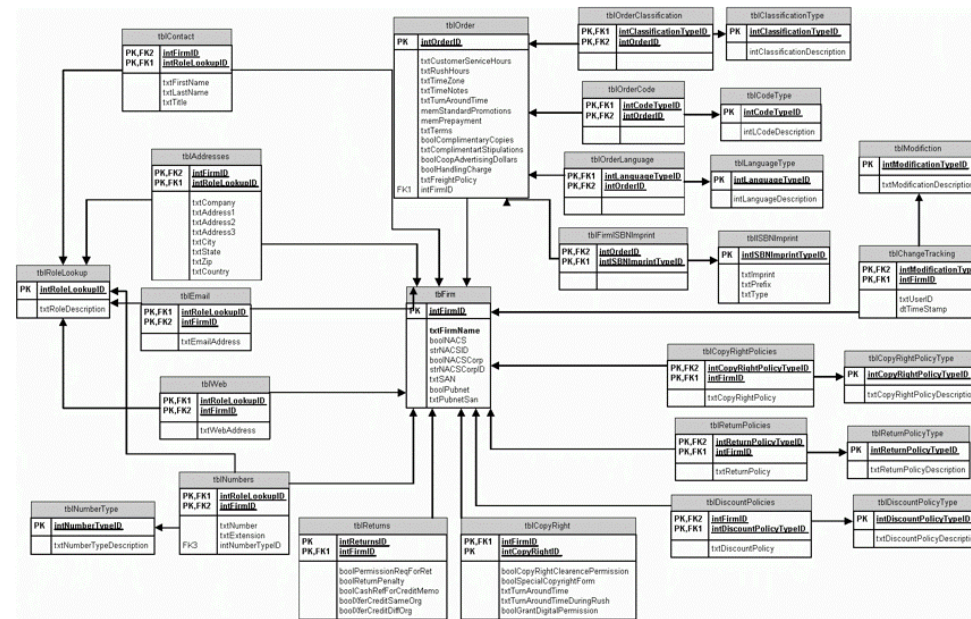 tblContact
PK,FK2 intFirmID
PK,FK1 intRoleLookupID
txtFirstName
txtLastName
txtTitle
tblOrder
PK intOrderID
txtCustomerServiceHours
txtRushHours
txtTimeZone
txtTimeNotes
txtTurnAroundTime
memStandardPromotions
memPrepayment
txtTerms
boolComplimentaryCopies
txtComplimentartStipulations
boolCoopAdvertisingDollars
boolHandlingCharge
txtFreightPolicy
FK1 intFirmID
tblOrderClassification
PK,FK1 intClassificationTypeID
PK,FK2 intOrderID
tblClassificationType
PK intClassificationTypeID
intClassificationDescription
tblOrderCode
PK,FK1 intCodeTypeID
PK,FK2 intOrderID
tblCodeType
PK intCodeTypeID
intLCodeDescription
tblOrderLanguage
PK,FK1 intLanguageTypeID
PK,FK2 intOrderID
tblLanguageType
PK intLanguageTypeID
intLanguageDescription
tblModifiction
PK intModificationTypeID
txtModificationDescription
tblAddresses
PK,FK2 intFirmID
PK,FK1 intRoleLookupID
txtCompany
txtAddress1
txtAddress2
txtAddress3
txtCity
txtState
txtZip
txtCountry
tblFirmISBNImprint
PK,FK2 intOrderID
PK,FK1 intISBNImprintTypeID
tblISBNImprint
PK intISBNImprintTypeID
txtImprint
txtPrefix
txtType
tblChangeTracking
PK,FK2 intModificationType
PK,FK1 intFirmID
txtUserID
dtTimeStamp
tblRoleLookup
PK intRoleLookupID
txtRoleDescription
tblEmail
PK,FK1 intRoleLookupID
PK,FK2 intFirmID
txtEmailAddress
tblFirm
PK intFirmID
txtFirmName
boolNACS
strNACSID
boolNACSCorp
strNACSCorpID
txtSAN
boolPubnet
txtPubnetSan
tblCopyRightPolicies
PK,FK2 intCopyRightPolicyTypeID
PK,FK1 intFirmID
txtCopyRightPolicy
tblCopyRightPolicyType
PK intCopyRightPolicyTypeID
txtCopyRightPolicyDescription
tblWeb
PK,FK1 intRoleLookupID
PK,FK2 intFirmID
txtWebAddress
tblReturnPolicies
PK,FK2 intReturnPolicyTypeID
PK,FK1 intFirmID
txtReturnPolicy
tblReturnPolicyType
PK intReturnPolicyTypeID
txtReturnPolicyDescription
tblNumbers
PK,FK1 intRoleLookupID
PK,FK2 intFirmID
txtNumber
txtExtension
FK3 intNumberTypeID
tblNumberType
PK intNumberTypeID
txtNumberTypeDescription
tblDiscountPolicies
PK,FK2 intFirmID
PK,FK1 intDiscountPolicyTypeID
txtDiscountPolicy
tblDiscountPolicyType
PK intDiscountPolicyTypeID
txtDiscountPolicyDescription
tblReturns
PK intReturnID
PK,FK1 intFirmID
boolPermissionReqForRet
boolReturnPenalty
boolCashRefForCreditMemo
boolXferCreditSameOrg
boolXferCreditDiffOrg
tblCopyRight
PK,FK1 intFirmID
PK intCopyRightID
boolCopyRightClearencePermission
boolSpecialCopyrightForm
txtTurnAroundTime
txtTurnAroundTimeDuringRush
boolGrantDigitalPermission